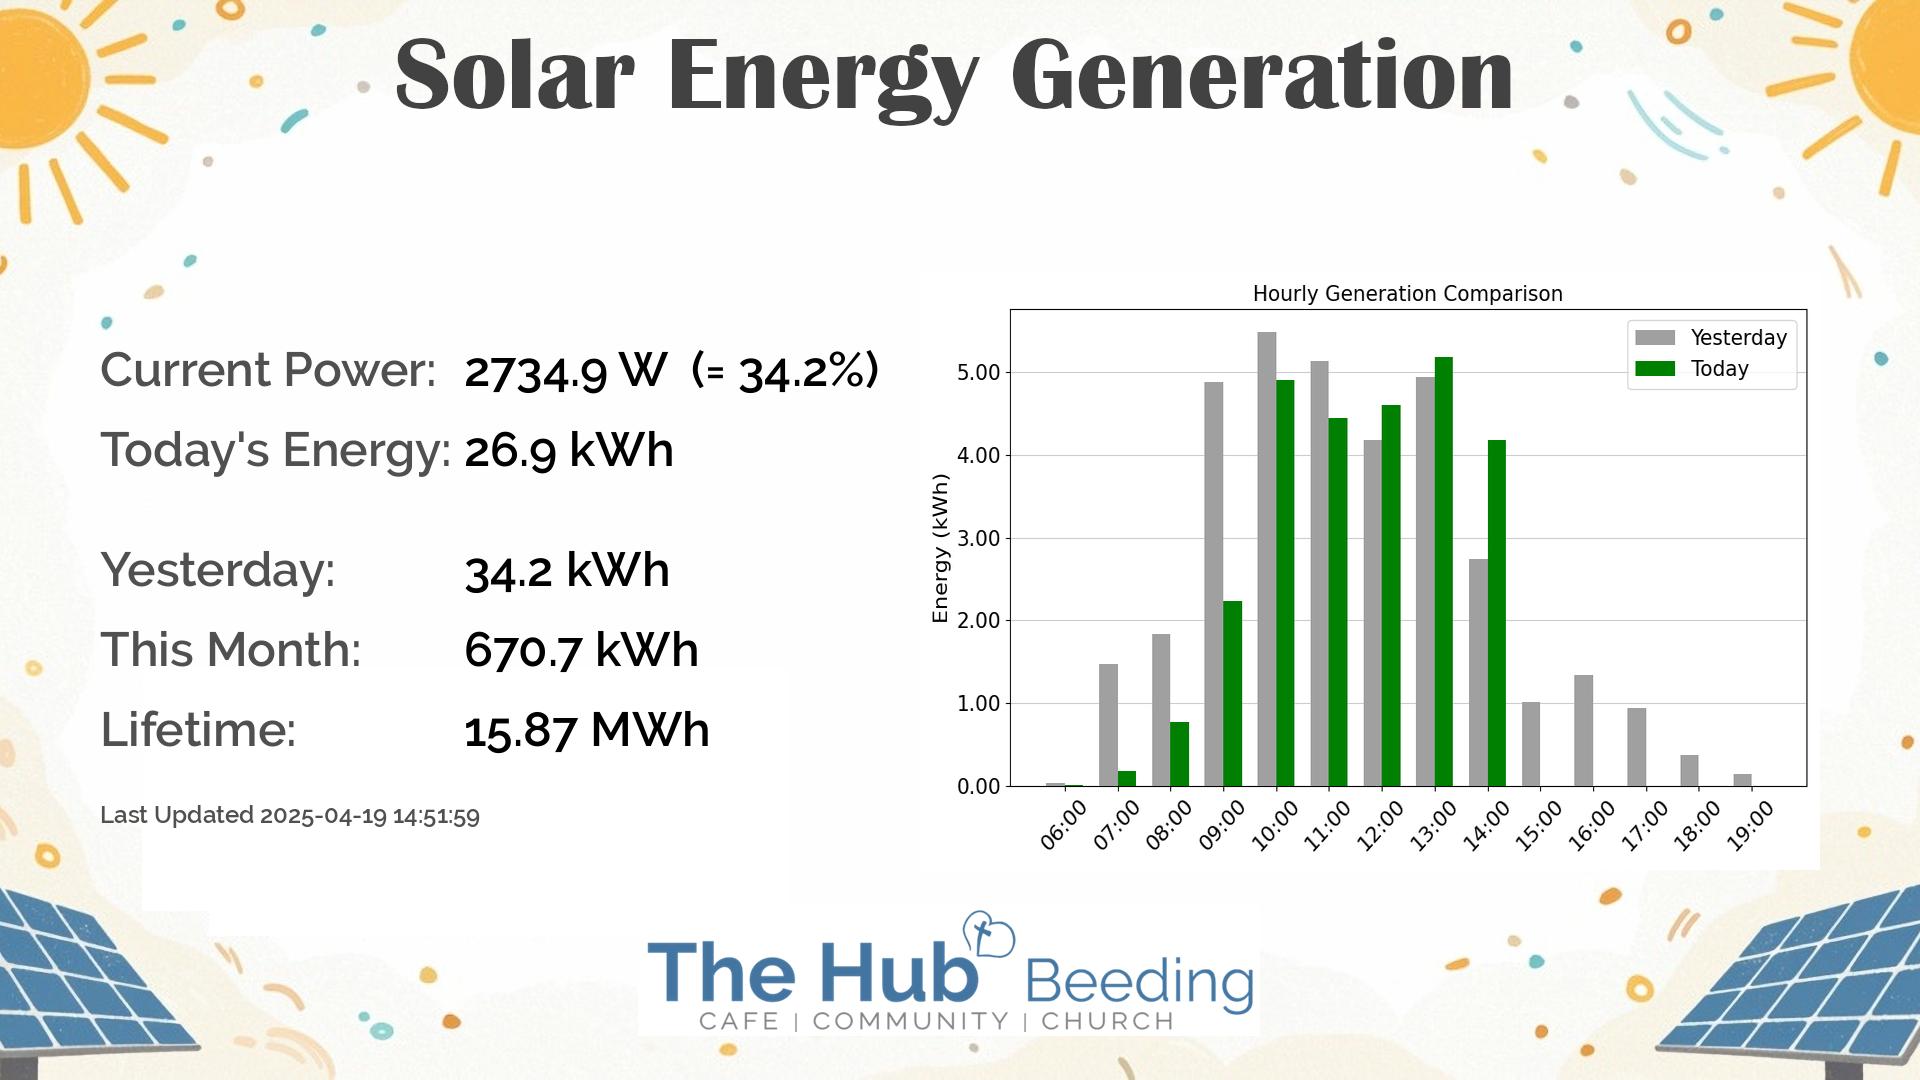 Solar Energy Generation
Current Power: 2734.9 W (= 34.2%)
Today's Energy: 26.9 kWh
Yesterday: 34.2 kWh
This Month: 670.7 kWh
Lifetime: 15.87 MWh
Last Updated 2025-04-19 14:51:59
Hourly Generation Comparison
Yesterday
Today
Energy (kWh)
5.00
4.00
3.00
2.00
1.00
0.00
06:00 07:00 08:00 09:00 10:00 11:00 12:00 13:00 14:00 15:00 16:00 17:00 18:00 19:00
The Hub Beeding
CAFE | COMMUNITY | CHURCH